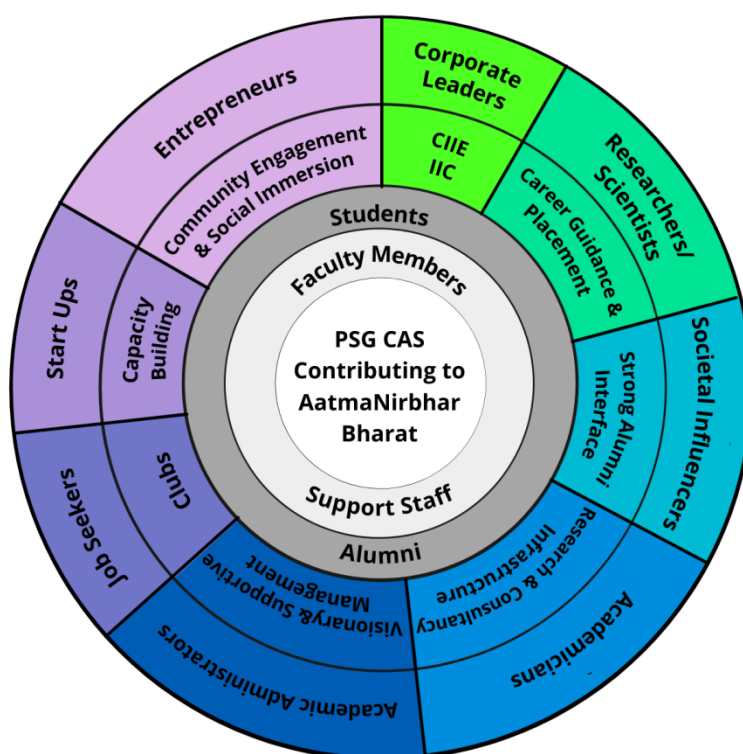 Corporate
Leaders
CIIE
IIC
Researchers/
Scientists
Career Guidance &
Placement
Societal Influencers
Strong Alumni
Interface
Academicians
Research & Consultancy
Infrastructure
Academic Administrators
Visionary& Supportive
Management
Job Seekers
Clubs
Start Ups
Capacity
Building
Entrepreneurs
Community Engagement
& Social Immersion
Students
Faculty Members
PSG CAS
Contributing to
AatmaNirbhar
Bharat
Support Staff
Alumni